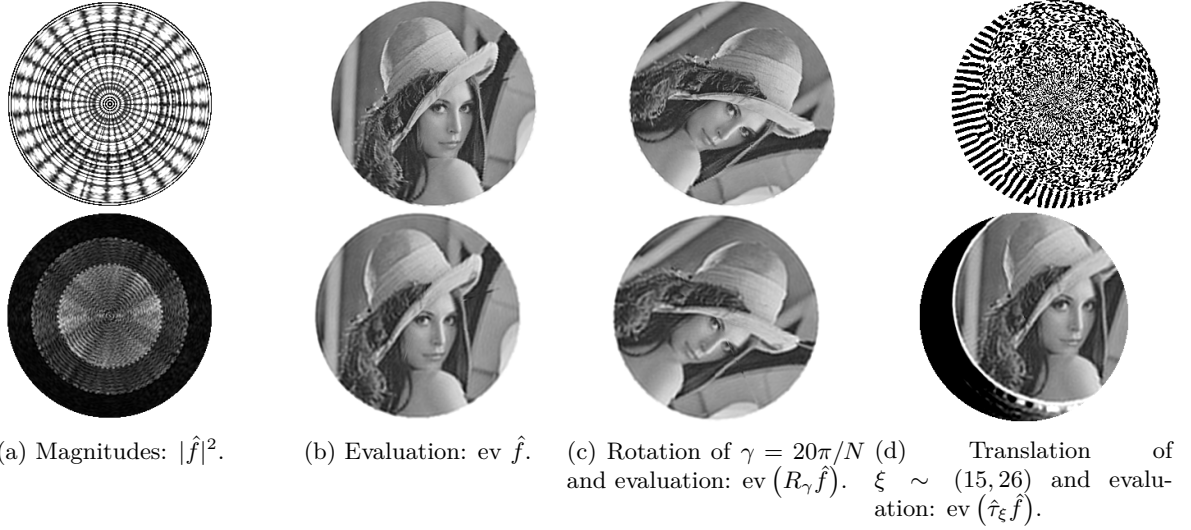 (a) Magnitudes: |f̂|².
(b) Evaluation: ev f̂.
(c) Rotation of γ = 20π/N
and evaluation: ev (R_γ f̂).
(d) Translation of
ξ ∼ (15, 26) and evalu-
ation: ev (τ̂_ξ f̂).